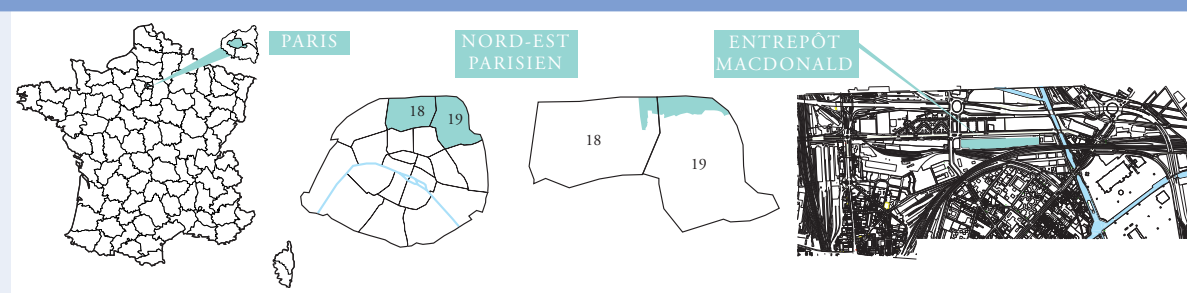 PARIS
NORD-EST
PARISIEN
ENTREPÔT
MACDONALD
18
19
18
19